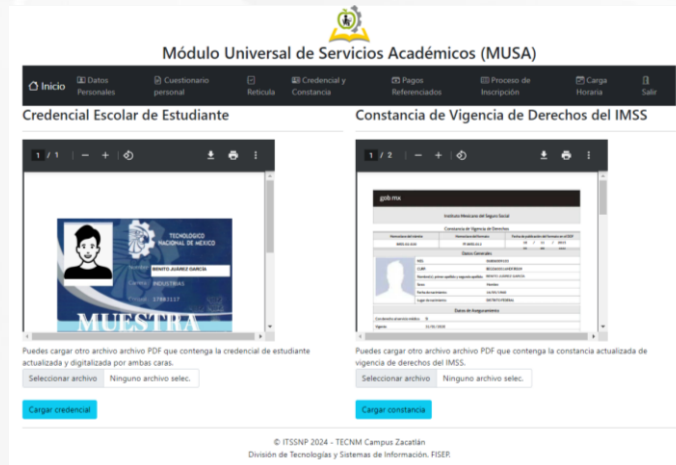 Módulo Universal de Servicios Académicos (MUSA)
Inicio
Datos Personales
Cuestionario personal
Retícula
Credencial y Constancia
Pagos Referenciados
Proceso de Inscripción
Carga Horaria
Salir
Credencial Escolar de Estudiante
1 / 1
TECNOLOGICO
NACIONAL DE MÉXICO
BENITO JUAREZ GARCÍA
INDUSTRIAS
MUESTRA
Puedes cargar otro archivo archivo PDF que contenga la credencial de estudiante
actualizada y digitalizada por ambas caras.
Seleccionar archivo Ninguno archivo selec.
Cargar credencial
Constancia de Vigencia de Derechos del IMSS
1 / 2
gob mx
Instituto Mexicano del Seguro Social
Constancia de Vigencia de Derechos
Datos Generales
Datos de Aseguramiento
Puedes cargar otro archivo archivo PDF que contenga la constancia actualizada de
vigencia de derechos del IMSS.
Seleccionar archivo Ninguno archivo selec.
Cargar constancia
© ITSSNP 2024 - TECNM Campus Zacatlán
División de Tecnologías y Sistemas de Información. FISEP.